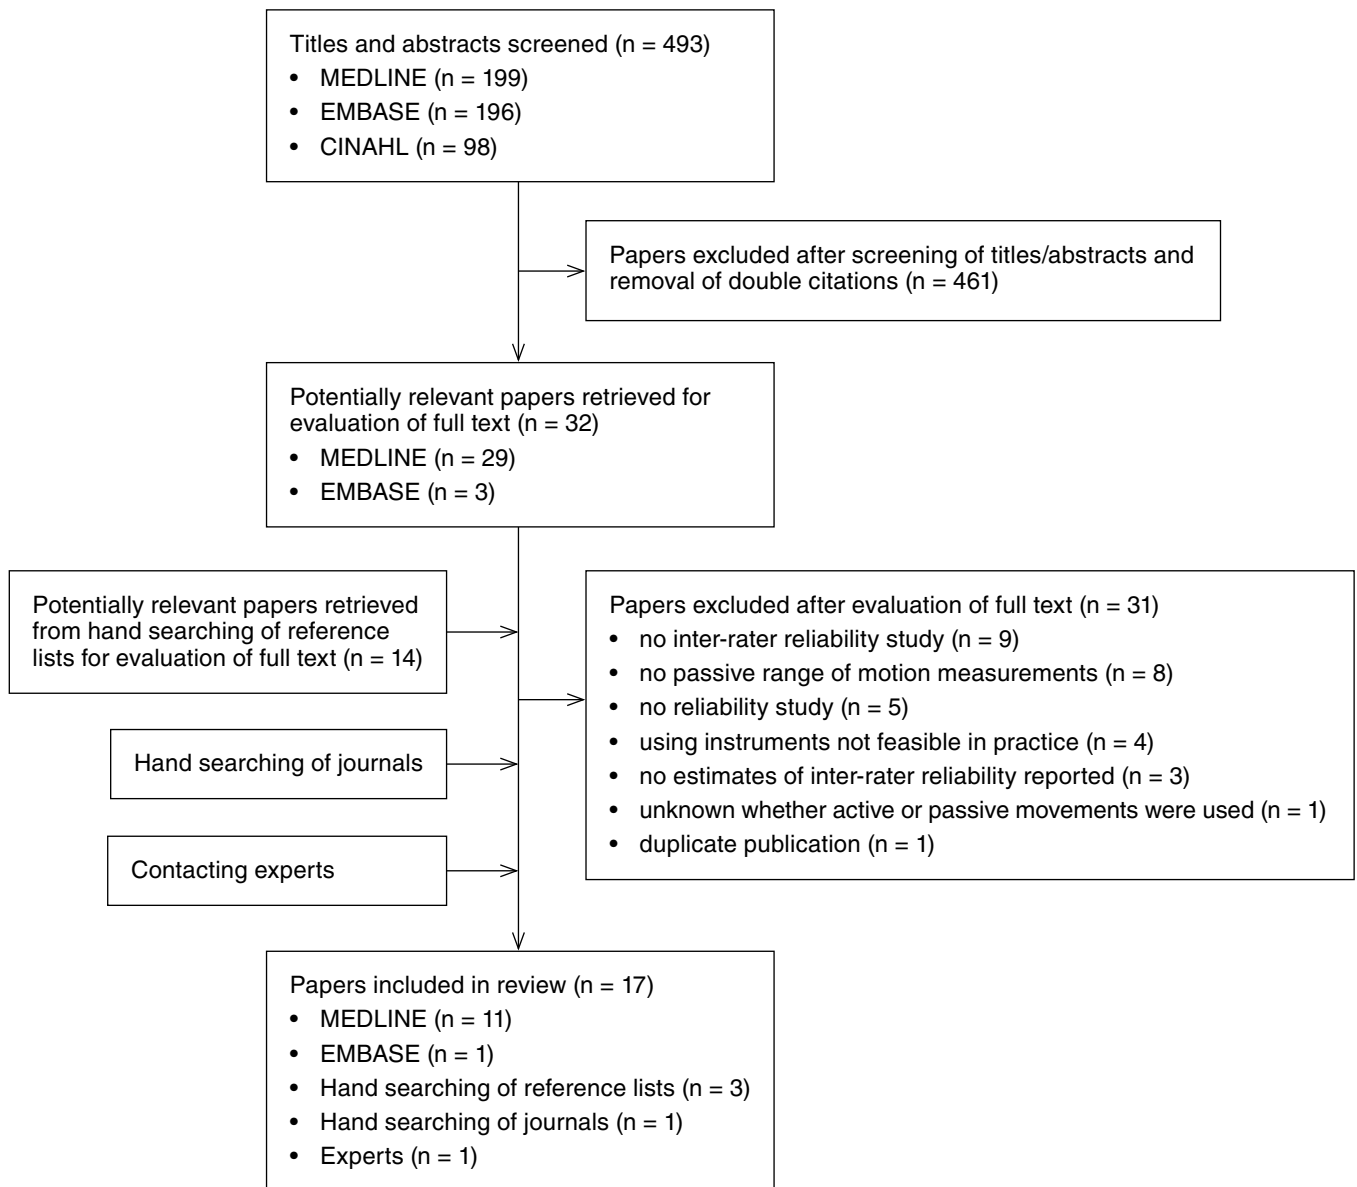 Titles and abstracts screened (n = 493)
• MEDLINE (n = 199)
• EMBASE (n = 196)
• CINAHL (n = 98)
Papers excluded after screening of titles/abstracts and
removal of double citations (n = 461)
Potentially relevant papers retrieved for
evaluation of full text (n = 32)
• MEDLINE (n = 29)
• EMBASE (n = 3)
Potentially relevant papers retrieved
from hand searching of reference
lists for evaluation of full text (n = 14)
Papers excluded after evaluation of full text (n = 31)
• no inter-rater reliability study (n = 9)
• no passive range of motion measurements (n = 8)
• no reliability study (n = 5)
• using instruments not feasible in practice (n = 4)
• no estimates of inter-rater reliability reported (n = 3)
• unknown whether active or passive movements were used (n = 1)
• duplicate publication (n = 1)
Hand searching of journals
Contacting experts
Papers included in review (n = 17)
• MEDLINE (n = 11)
• EMBASE (n = 1)
• Hand searching of reference lists (n = 3)
• Hand searching of journals (n = 1)
• Experts (n = 1)